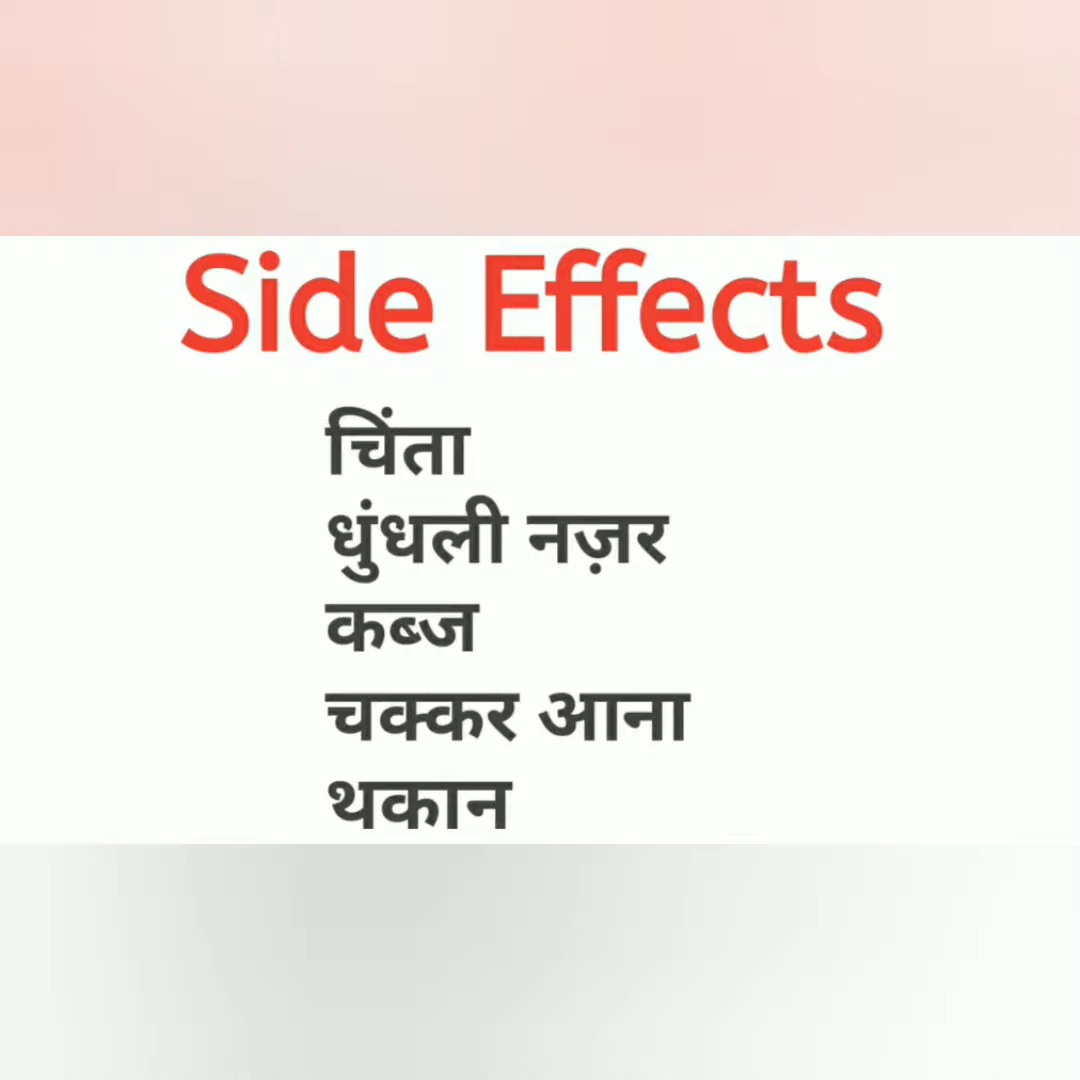 Side Effects
चिंता
धुंधली नज़र
कब्ज
चक्कर आना
थकान